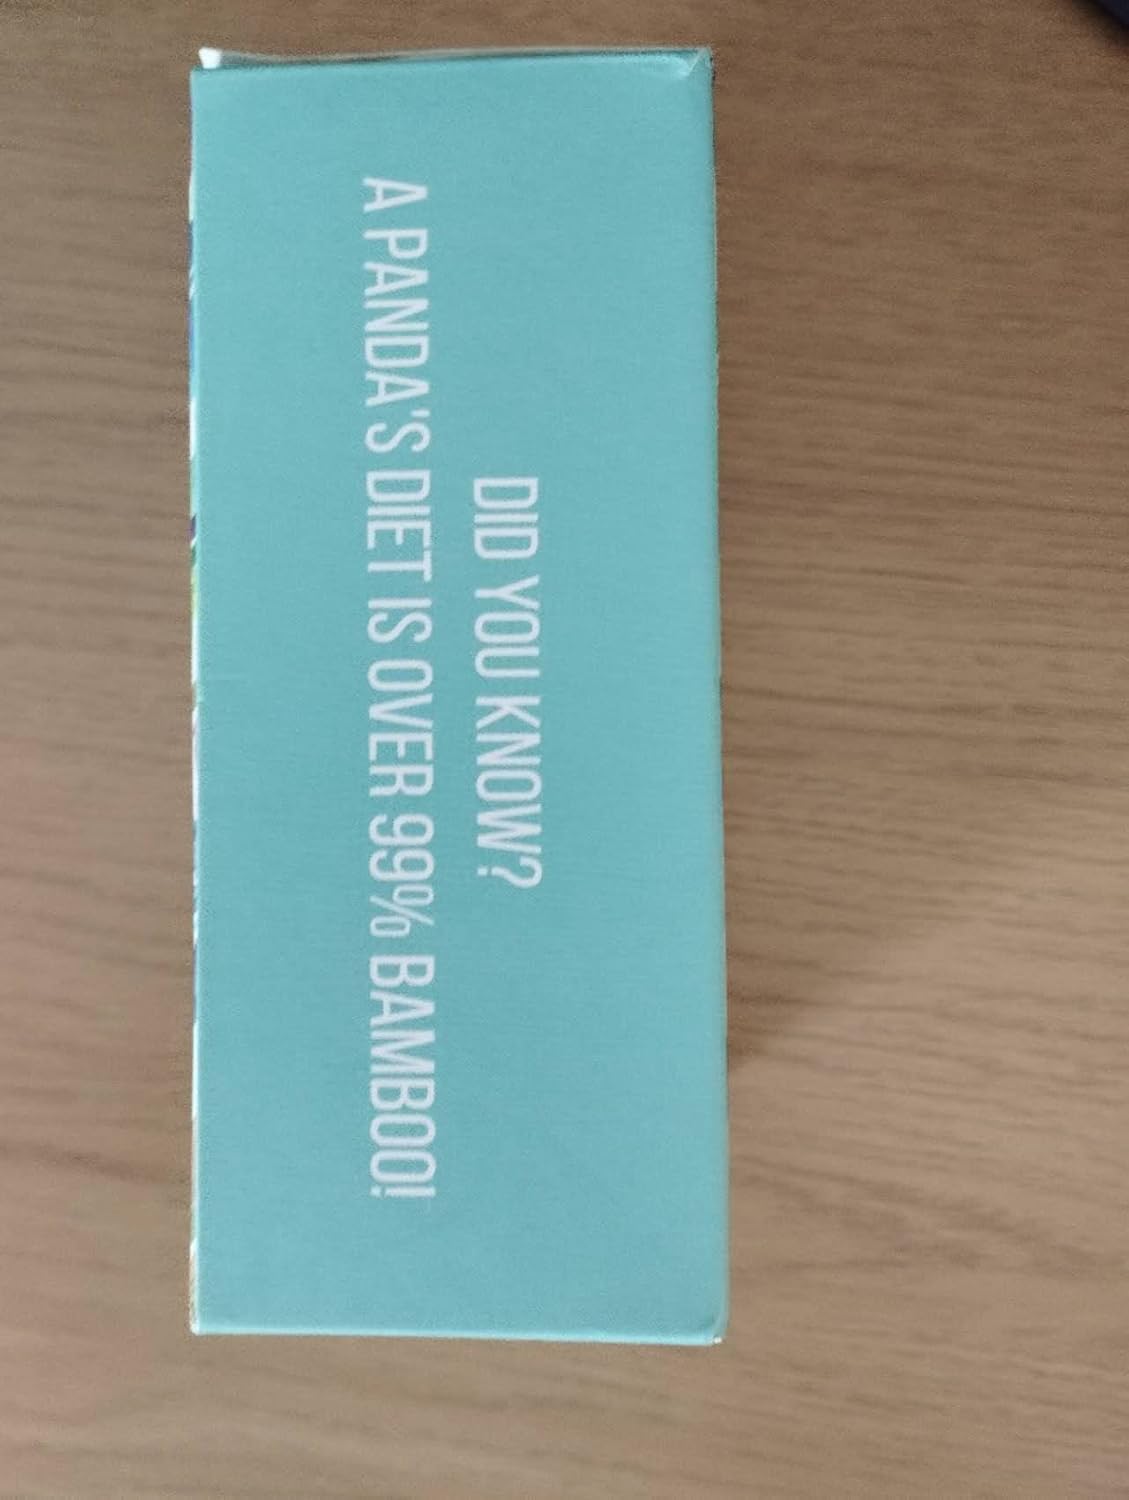 DID YOU KNOW?
A PANDA'S DIET IS OVER 99% BAMBOO!